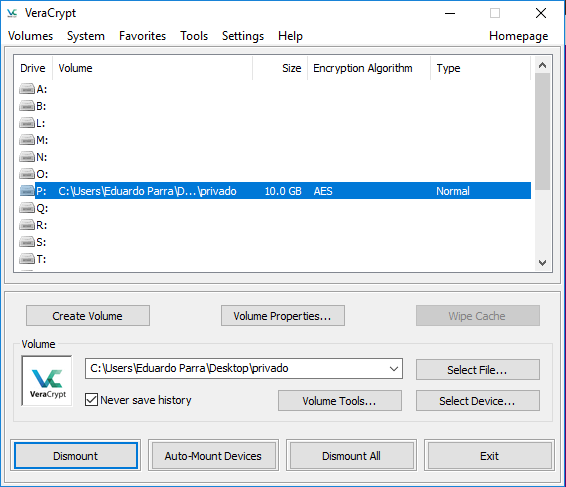 VeraCrypt
Volumes System Favorites Tools Settings Help Homepage
Drive Volume Size Encryption Algorithm Type
A:
B:
L:
M:
N:
O:
P: C:\Users\Eduardo Parra\D...\privado 10.0 GB AES Normal
Q:
R:
S:
T:
Create Volume Volume Properties... Wipe Cache
Volume
C:\Users\Eduardo Parra\Desktop\privado Select File...
VeraCrypt
Never save history Volume Tools... Select Device...
Dismount Auto-Mount Devices Dismount All Exit